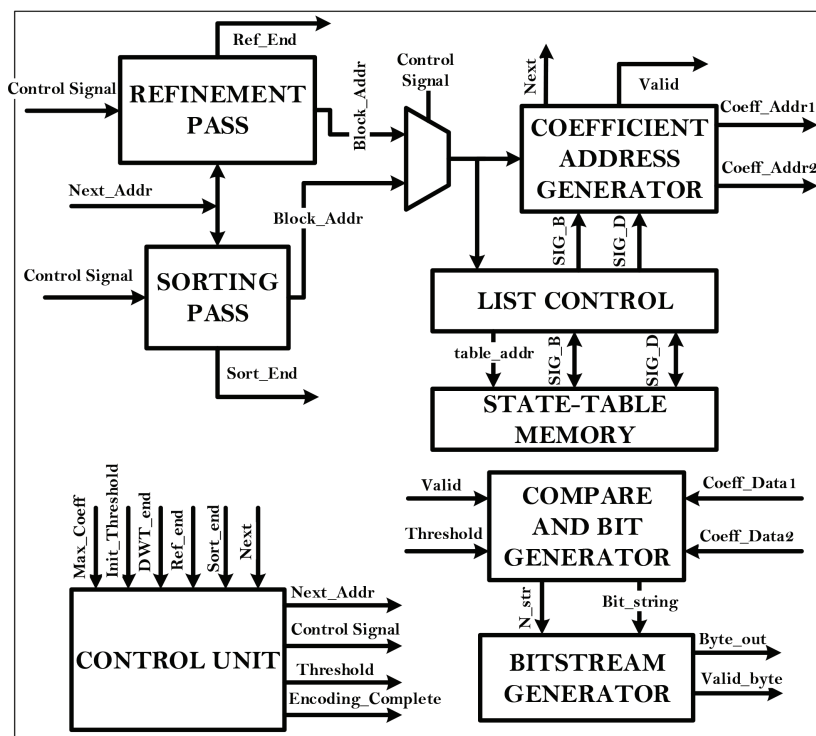 Ref_End
Control Signal
REFINEMENT
PASS
Block_Addr
Control
Signal
Next
Valid
COEFFICIENT
ADDRESS
GENERATOR
Coeff_Addr1
Coeff_Addr2
Next_Addr
Block_Addr
Control Signal
SORTING
PASS
Sort_End
SIG_B
SIG_D
LIST CONTROL
table_addr
SIG_B
SIG_D
STATE-TABLE
MEMORY
Max_Coeff
Init_Threshold
DWT_end
Ref_end
Sort_end
Next
CONTROL UNIT
Next_Addr
Control Signal
Threshold
Encoding_Complete
Valid
Threshold
COMPARE
AND BIT
GENERATOR
Coeff_Data1
Coeff_Data2
N_str
Bit_string
BITSTREAM
GENERATOR
Byte_out
Valid_byte